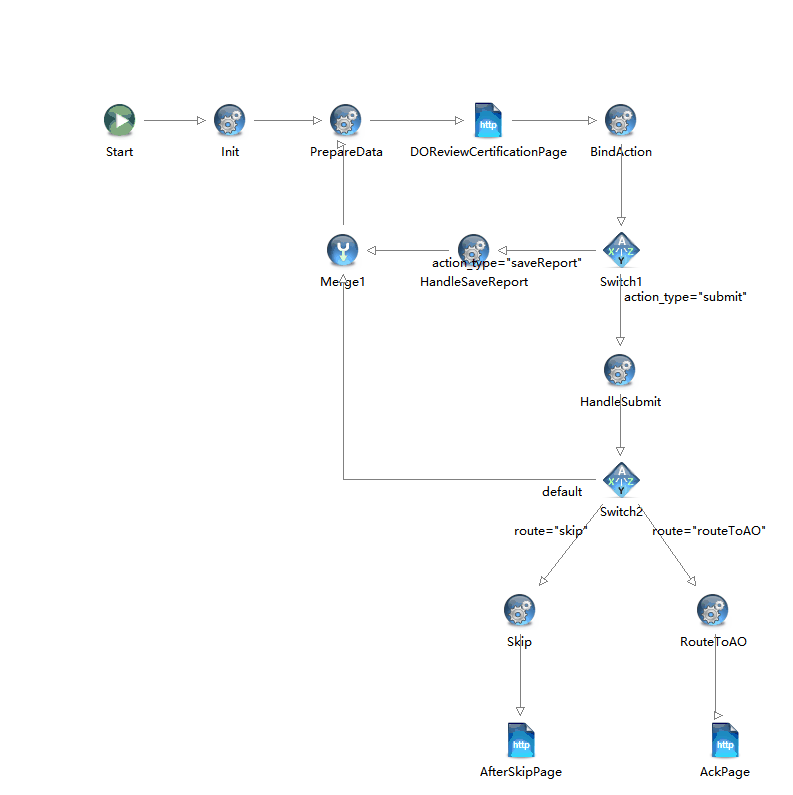 http
Start
Init
PrepareData
DOReviewCertificationPage
BindAction
A
X Z
Y
action_type="saveReport"
Merge1
HandleSaveReport
Switch1
action_type="submit"
HandleSubmit
A
X Z
Y
default
Switch2
route="skip"
route="routeToAO"
Skip
RouteToAO
http
http
AfterSkipPage
AckPage